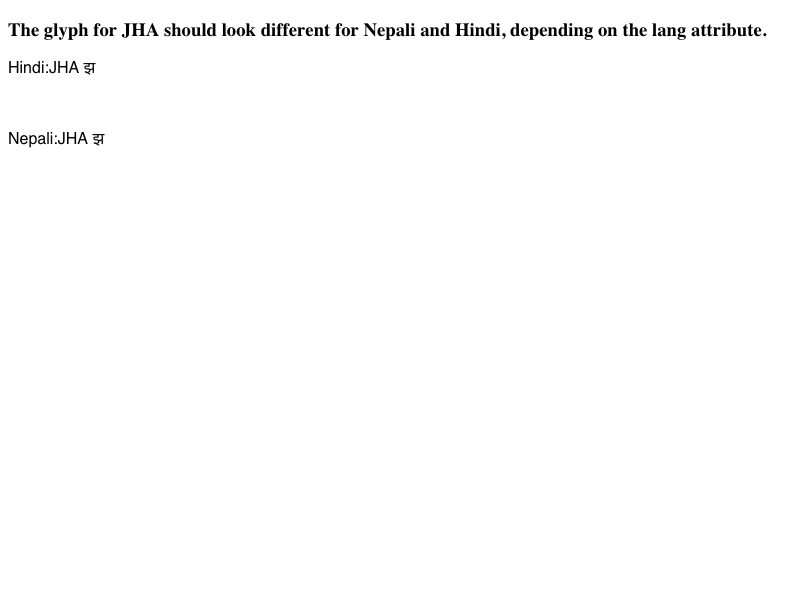 The glyph for JHA should look different for Nepali and Hindi, depending on the lang attribute.
Hindi:JHA झ
Nepali:JHA झ